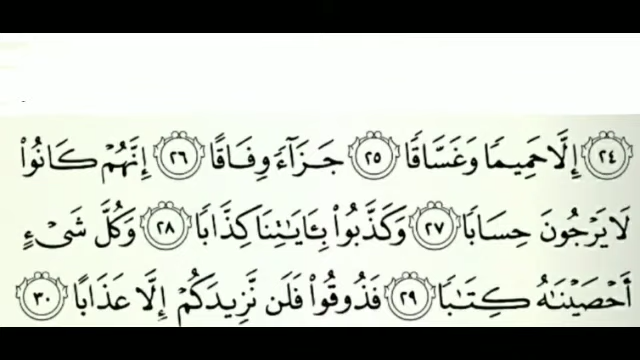 ٢٤ إِلَّا حَمِيمًا وَغَسَّاقًا ٢٥ جَزَآءً وِفَاقًا ٢٦ إِنَّهُمْ كَانُوا۟
لَا يَرْجُونَ حِسَابًا ٢٧ وَكَذَّبُوا۟ بِـَٔايَـٰتِنَا كِذَّابًا ٢٨ وَكُلَّ شَىْءٍ
أَحْصَيْنَـٰهُ كِتَـٰبًا ٢٩ فَذُوقُوا۟ فَلَن نَّزِيدَكُمْ إِلَّا عَذَابًا ٣٠